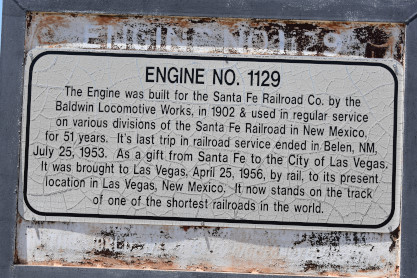 ENGINE NO. 1129
ENGINE NO. 1129
The Engine was built for the Santa Fe Railroad Co. by the
Baldwin Locomotive Works, in 1902 & used in regular service
on various divisions of the Santa Fe Railroad in New Mexico,
for 51 years. It's last trip in railroad service ended in Belen, NM,
July 25, 1953. As a gift from Santa Fe to the City of Las Vegas,
It was brought to Las Vegas, April 25, 1956, by rail, to its present
location in Las Vegas, New Mexico. It now stands on the track
of one of the shortest railroads in the world.